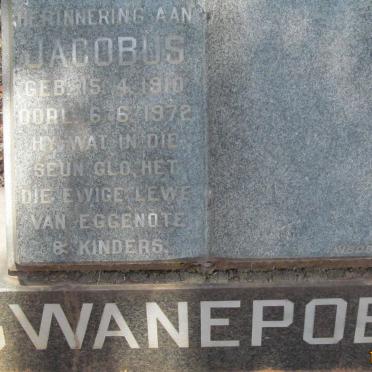 HERINNERING AAN
JACOBUS
GEB. 15. 4. 1910
OORL. 6. 6. 1972
HY WAT IN DIE
SEUN GLO, HET
DIE EWIGE LEWE
VAN EGGENOTE
& KINDERS.
SWANEPOE